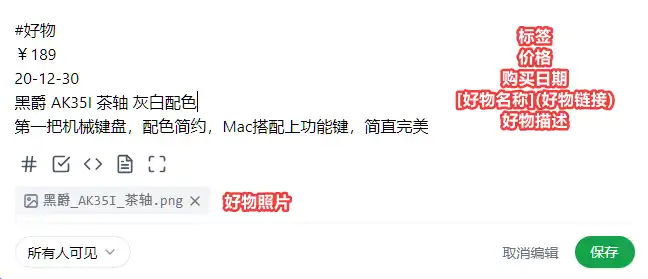 #好物
￥189
20-12-30
黑爵 AK35I 茶轴 灰白配色
第一把机械键盘，配色简约，Mac搭配上功能键，简直完美
标签
价格
购买日期
[好物名称](好物链接)
好物描述
黑爵_AK35I_茶轴.png
好物照片
所有人可见
取消编辑
保存